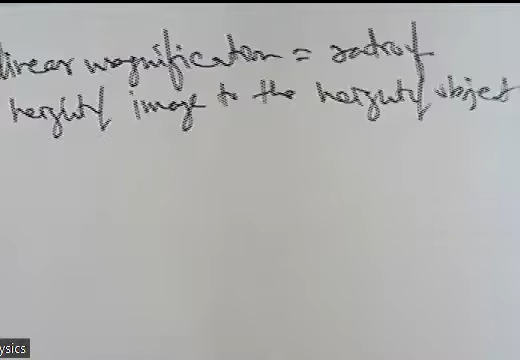 linear magnification = ratio of
height of image to the height of object
ysics